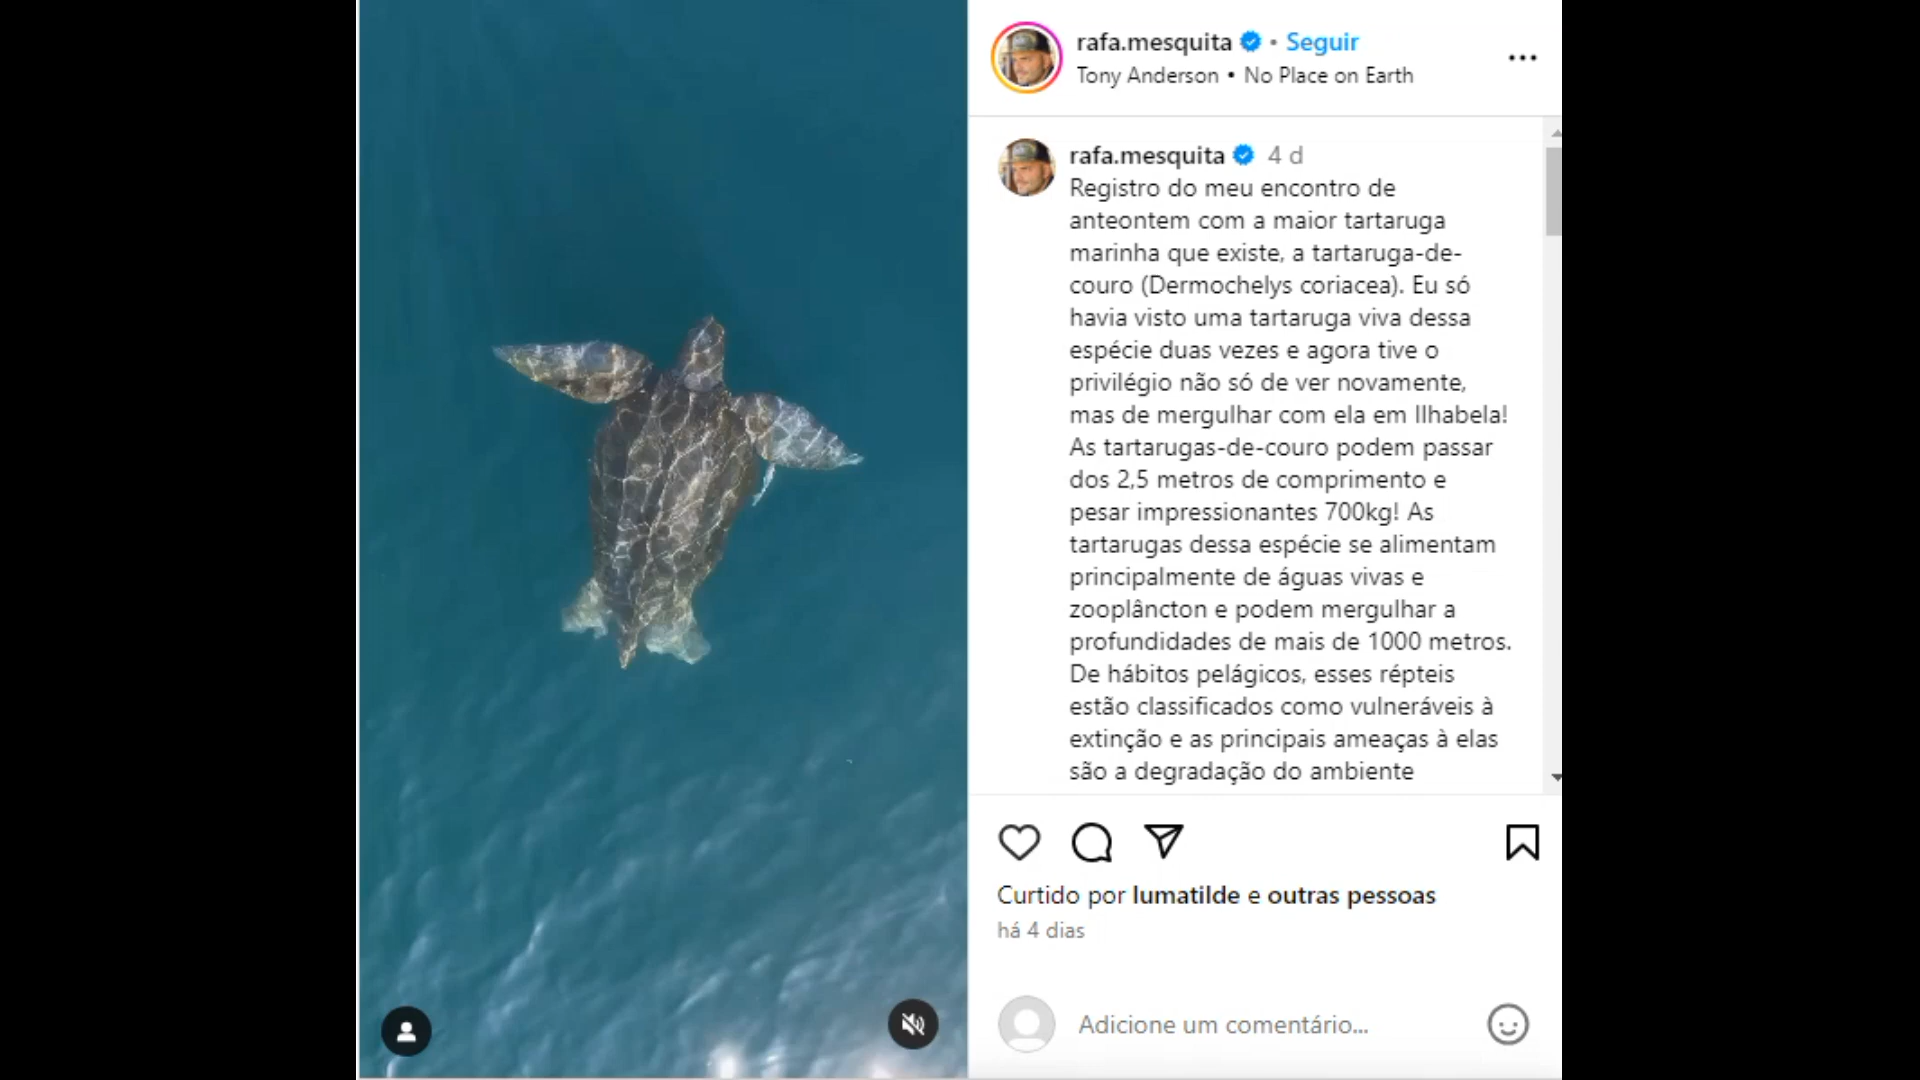 rafa.mesquita • Seguir
Tony Anderson • No Place on Earth
rafa.mesquita 4 d
Registro do meu encontro de
anteontem com a maior tartaruga
marinha que existe, a tartaruga-de-
couro (Dermochelys coriacea). Eu só
havia visto uma tartaruga viva dessa
espécie duas vezes e agora tive o
privilégio não só de ver novamente,
mas de mergulhar com ela em Ilhabela!
As tartarugas-de-couro podem passar
dos 2,5 metros de comprimento e
pesar impressionantes 700kg! As
tartarugas dessa espécie se alimentam
principalmente de águas vivas e
zooplâncton e podem mergulhar a
profundidades de mais de 1000 metros.
De hábitos pelágicos, esses répteis
estão classificados como vulneráveis à
extinção e as principais ameaças à elas
são a degradação do ambiente
Curtido por lumatilde e outras pessoas
há 4 dias
Adicione um comentário...